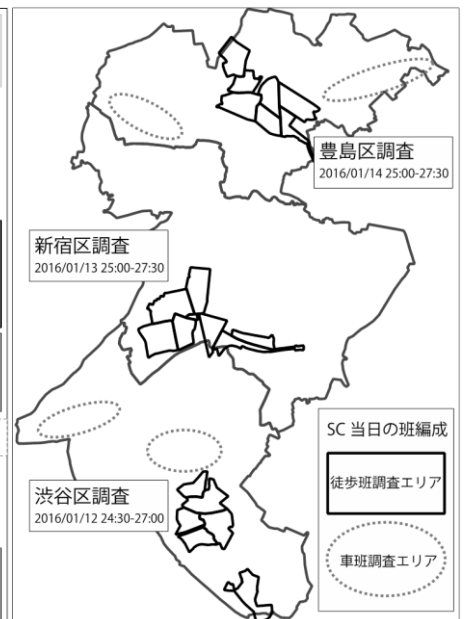 豊島区調査
2016/01/14 25:00-27:30
新宿区調査
2016/01/13 25:00-27:30
渋谷区調査
2016/01/12 24:30-27:00
SC 当日の班編成
徒歩班調査エリア
車班調査エリア